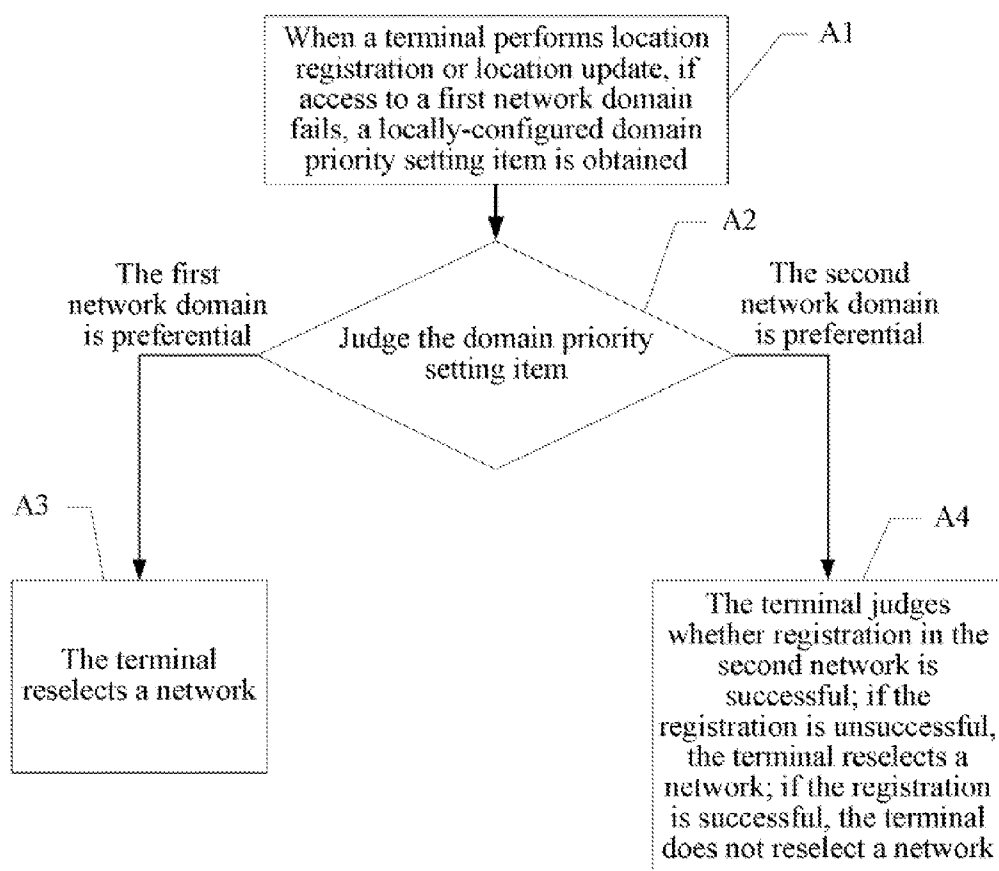 When a terminal performs location
registration or location update, if
access to a first network domain
fails, a locally-configured domain
priority setting item is obtained
A1
A2
The first
network domain
is preferential
Judge the domain priority
setting item
The second
network domain
is preferential
A3
The terminal
reselects a network
A4
The terminal judges
whether registration in the
second network is
successful; if the
registration is unsuccessful,
the terminal reselects a
network; if the registration
is successful, the terminal
does not reselect a network